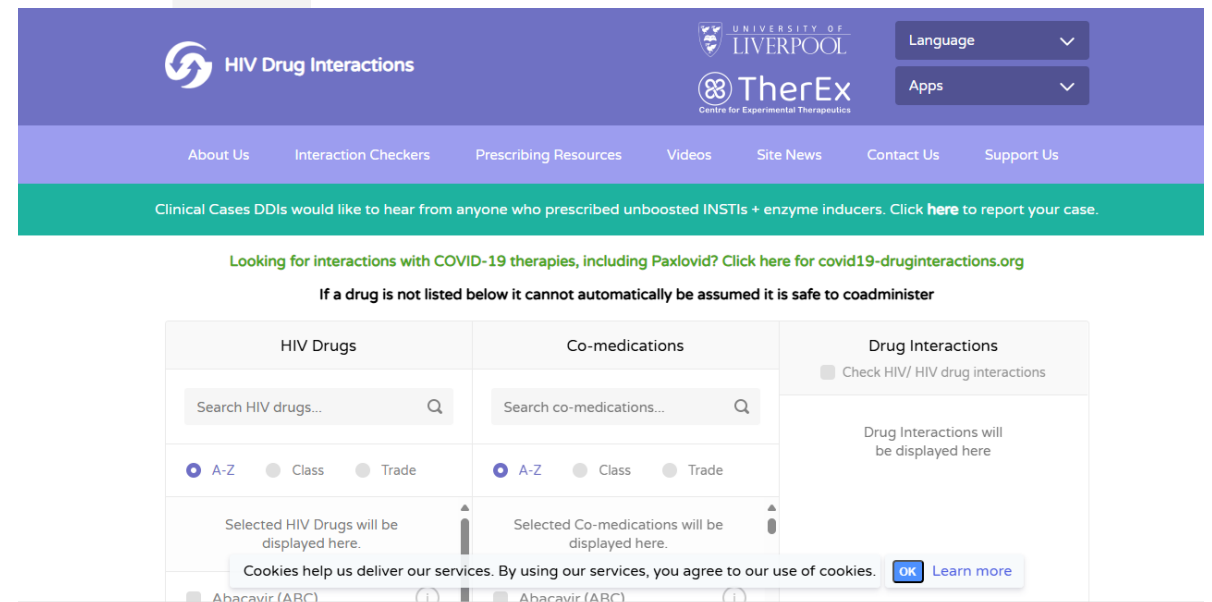 UNIVERSITY OF
LIVERPOOL
HIV Drug Interactions
TherEx
Centre for Experimental Therapeutics
Language
Apps
About Us Interaction Checkers Prescribing Resources Videos Site News Contact Us Support Us
Clinical Cases DDIs would like to hear from anyone who prescribed unboosted INSTIs + enzyme inducers. Click here to report your case.
Looking for interactions with COVID-19 therapies, including Paxlovid? Click here for covid19-druginteractions.org
If a drug is not listed below it cannot automatically be assumed it is safe to coadminister
HIV Drugs
Search HIV drugs...
A-Z Class Trade
Selected HIV Drugs will be
displayed here.
Abacavir (ABC)
Co-medications
Search co-medications...
A-Z Class Trade
Selected Co-medications will be
displayed here.
Abacavir (ABC)
Drug Interactions
Check HIV/ HIV drug interactions
Drug Interactions will
be displayed here
Cookies help us deliver our services. By using our services, you agree to our use of cookies. OK Learn more